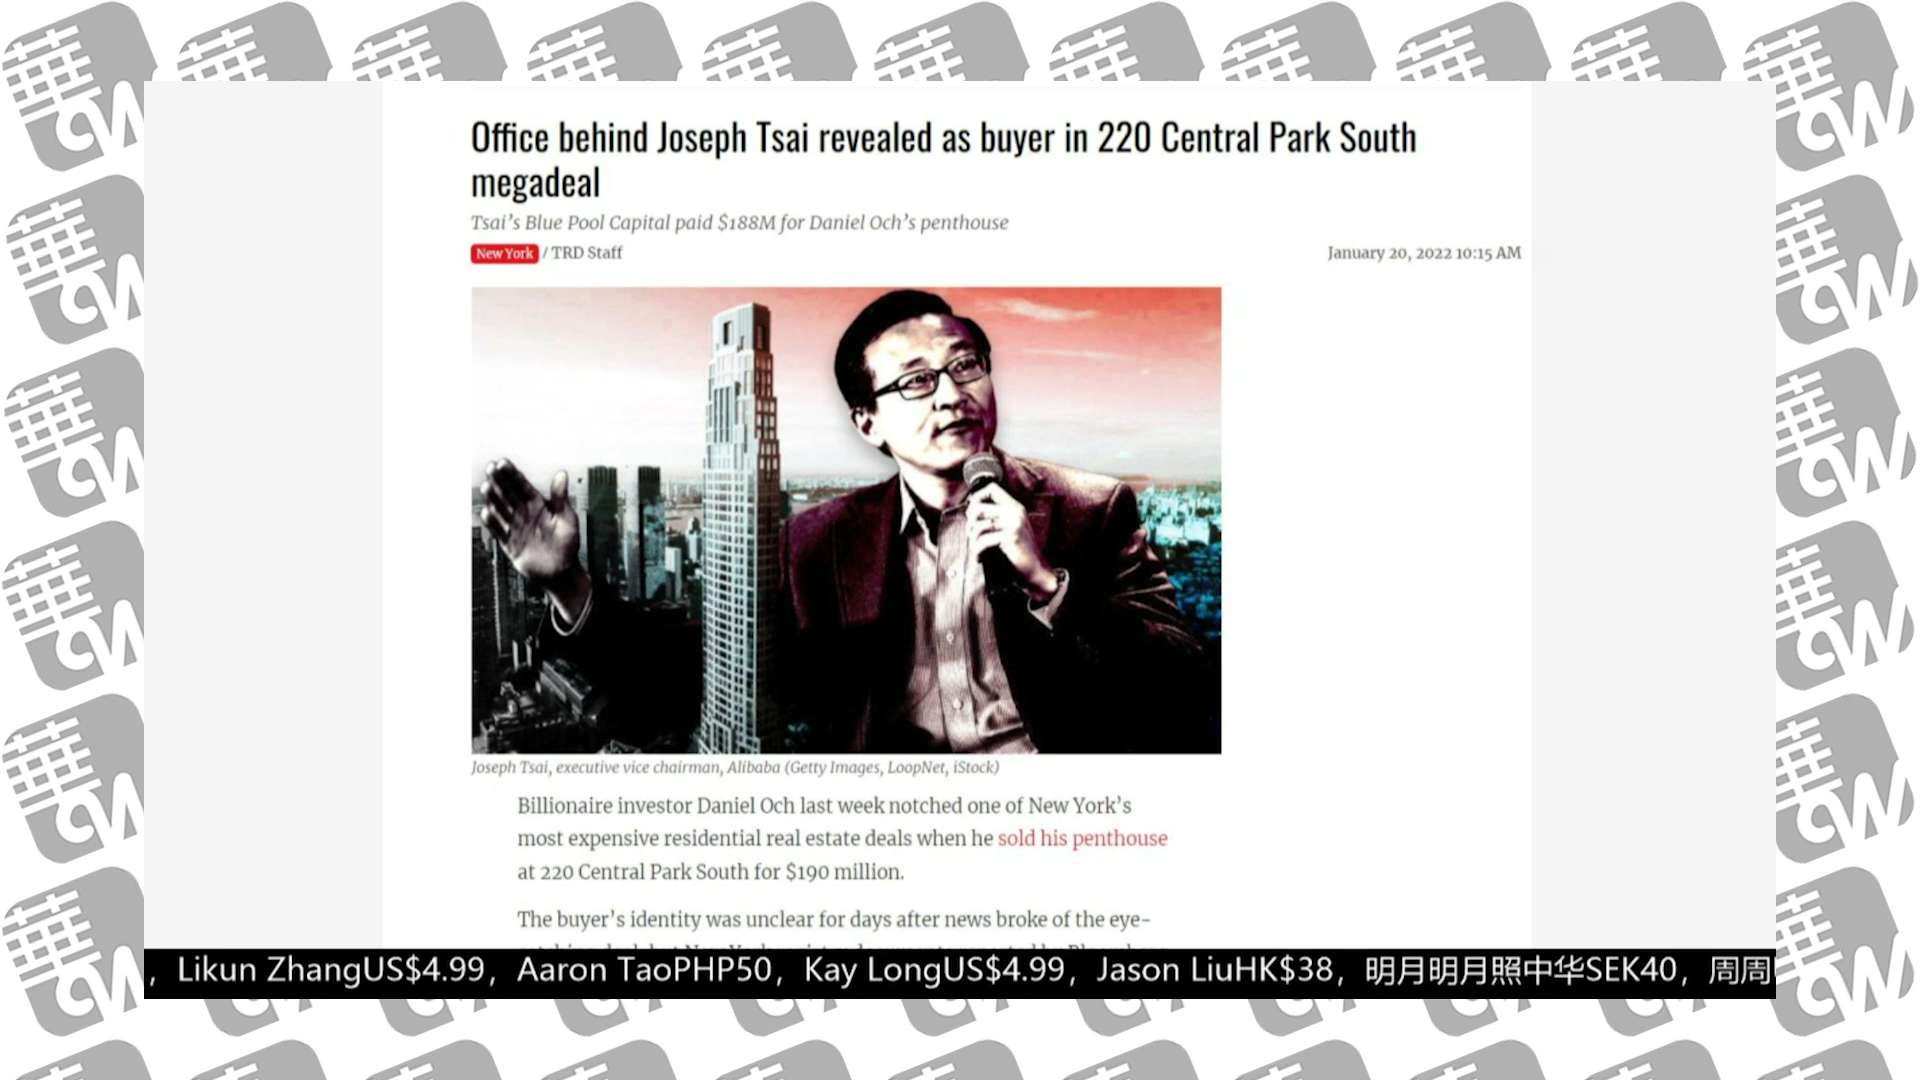 Office behind Joseph Tsai revealed as buyer in 220 Central Park South
megadeal
Tsai's Blue Pool Capital paid $188M for Daniel Och's penthouse
New York / TRD Staff
January 20, 2022 10:15 AM
Joseph Tsai, executive vice chairman, Alibaba (Getty Images, LoopNet, iStock)
Billionaire investor Daniel Och last week notched one of New York's
most expensive residential real estate deals when he sold his penthouse
at 220 Central Park South for $190 million.
The buyer's identity was unclear for days after news broke of the eye-
, Likun ZhangUS$4.99, Aaron TaoPHP50, Kay LongUS$4.99, Jason LiuHK$38, 明月明月照中华SEK40, 周周